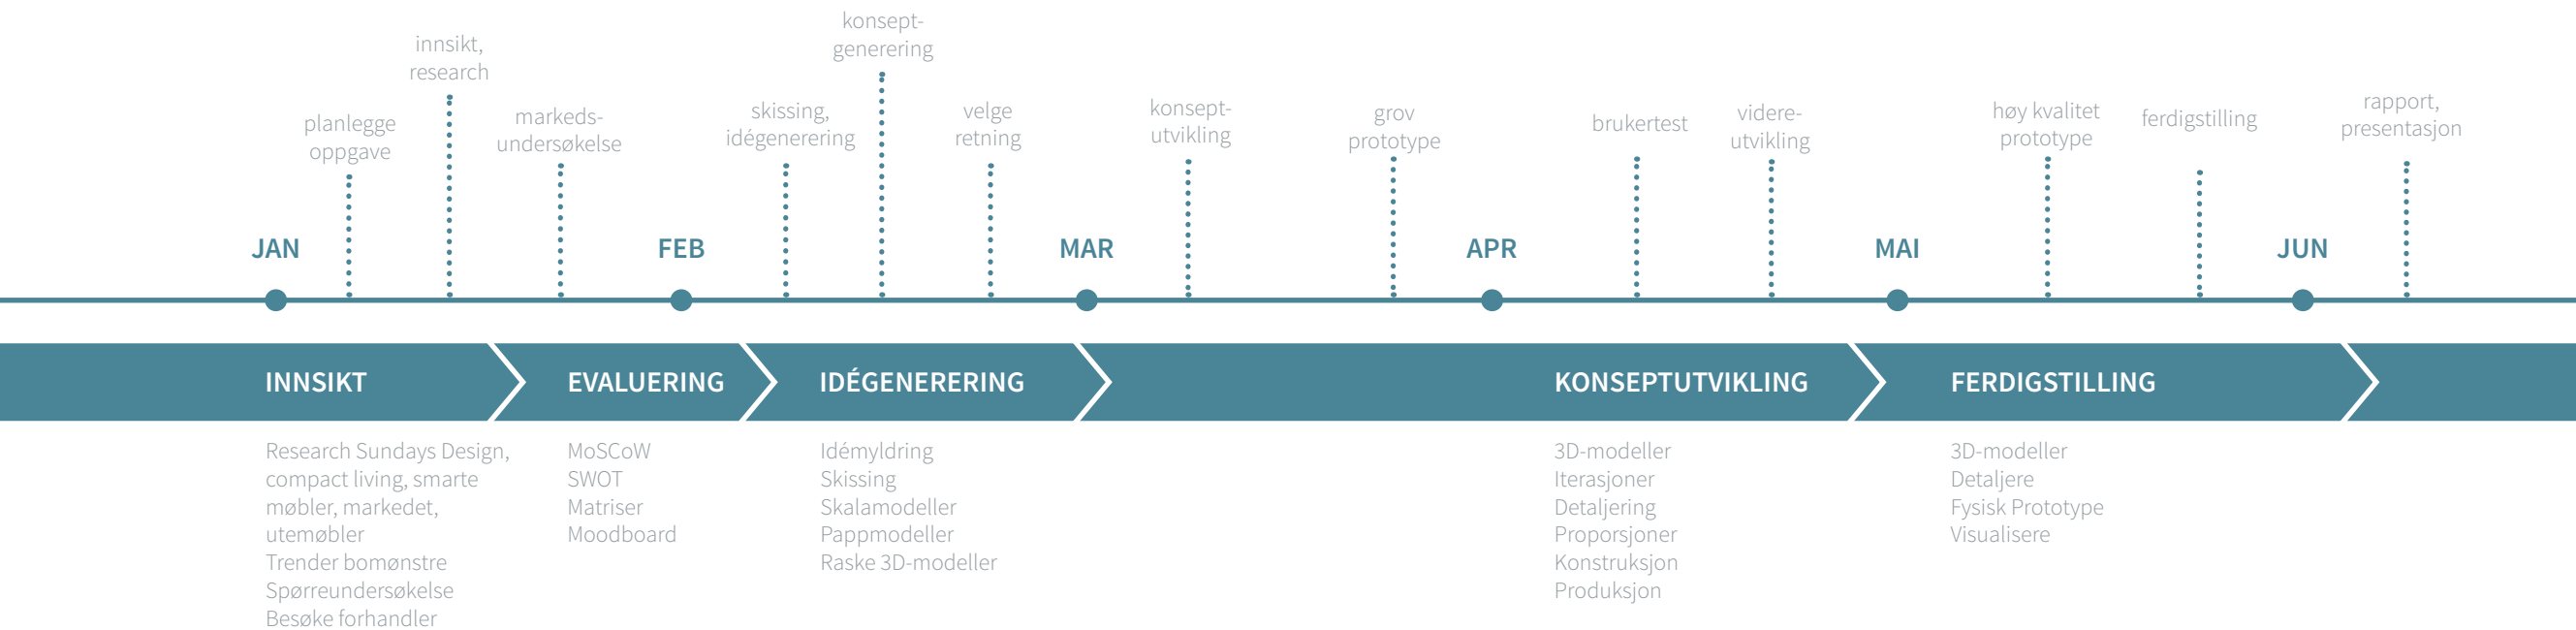 planlegge
oppgave
innsikt,
research
markeds-
undersøkelse
skissing,
idégenerering
konsept-
generering
velge
retning
konsept-
utvikling
grov
prototype
brukertest
videre-
utvikling
høy kvalitet
prototype
ferdigstilling
rapport,
presentasjon
JAN
FEB
MAR
APR
MAI
JUN
INNSIKT
EVALUERING
IDÉGENERERING
KONSEPTUTVIKLING
FERDIGSTILLING
Research Sundays Design,
compact living, smarte
møbler, markedet,
utemøbler
Trender bomønstre
Spørreundersøkelse
Besøke forhandler
MoSCoW
SWOT
Matriser
Moodboard
Idémyldring
Skissing
Skalamodeller
Pappmodeller
Raske 3D-modeller
3D-modeller
Iterasjoner
Detaljering
Proporsjoner
Konstruksjon
Produksjon
3D-modeller
Detaljere
Fysisk Prototype
Visualisere